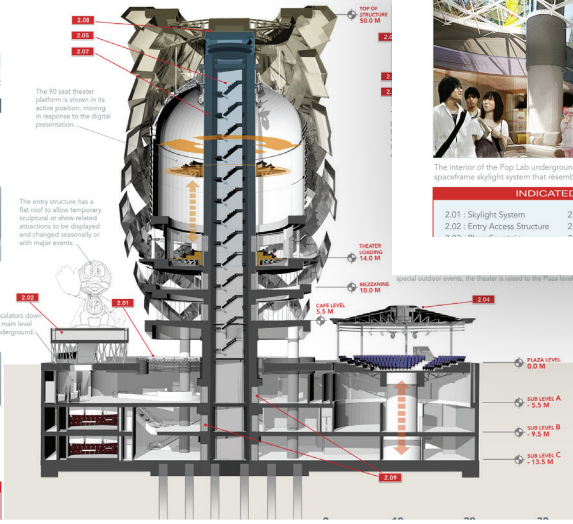 2.08
2.05
2.07
TOP OF
STRUCTURE
50.0 M
The 90 seat theater
platform is shown in its
active position, moving
in response to the digital
presentation.
The interior of the Pop Lab underground
spaceframe skylight system that
INDICATED
2.01 : Skylight System
2.02 : Entry Access Structure
The entry structure has a
flat roof to allow temporary
sculptural or show related
attractions to be displayed
and changed seasonally or
with major events.
THEATER
LOADING
14.0 M
special outdoor events, the theater is raised to the Plaza level
MEZZANINE
10.0 M
2.02
2.01
CAFE LEVEL
5.5 M
2.04
down
main level
PLAZA LEVEL
0.0 M
SUB LEVEL A
- 5.5 M
SUB LEVEL B
- 9.5 M
SUB LEVEL C
- 13.5 M
2.09